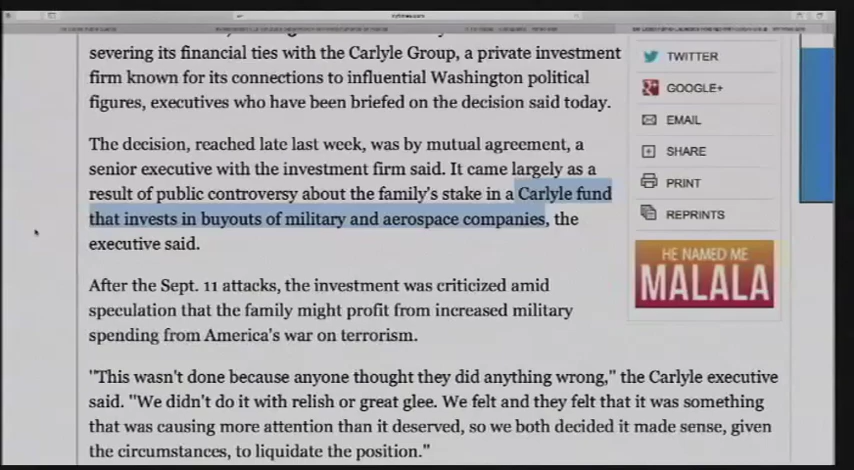 nytimes.com
severing its financial ties with the Carlyle Group, a private investment
firm known for its connections to influential Washington political
figures, executives who have been briefed on the decision said today.
The decision, reached late last week, was by mutual agreement, a
senior executive with the investment firm said. It came largely as a
result of public controversy about the family's stake in a Carlyle fund
that invests in buyouts of military and aerospace companies, the
executive said.
After the Sept. 11 attacks, the investment was criticized amid
speculation that the family might profit from increased military
spending from America's war on terrorism.
"This wasn't done because anyone thought they did anything wrong," the Carlyle executive
said. "We didn't do it with relish or great glee. We felt and they felt that it was something
that was causing more attention than it deserved, so we both decided it made sense, given
the circumstances, to liquidate the position."
TWITTER
GOOGLE+
EMAIL
SHARE
PRINT
REPRINTS
HE NAMED ME
MALALA